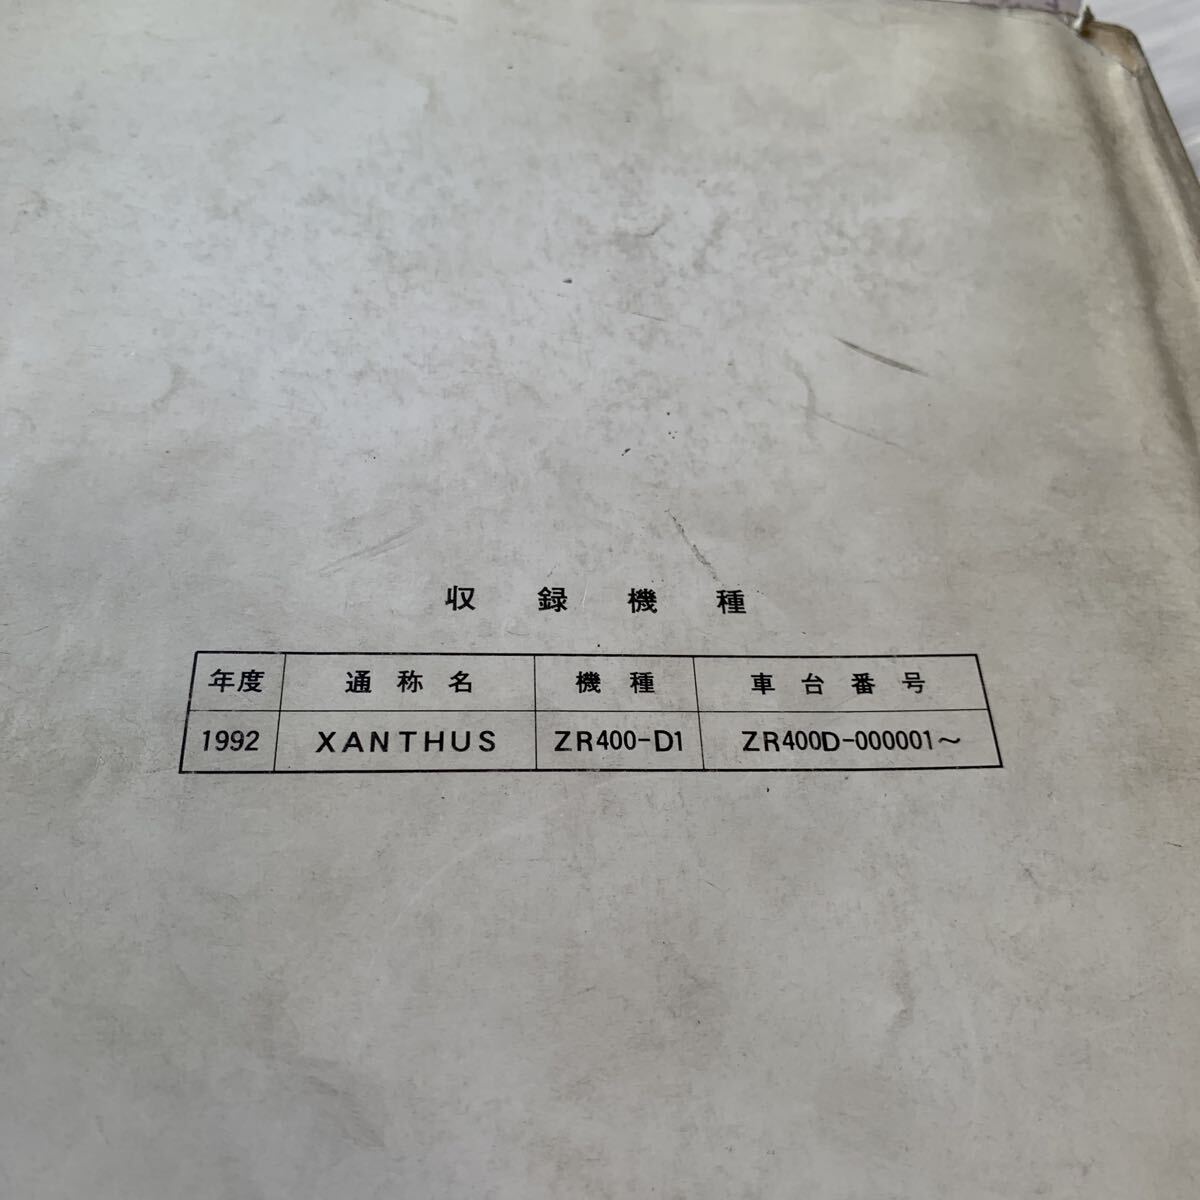 収録機種
年度 通称名 機種 車台番号
1992 XANTHUS ZR400-D1 ZR400D-000001～